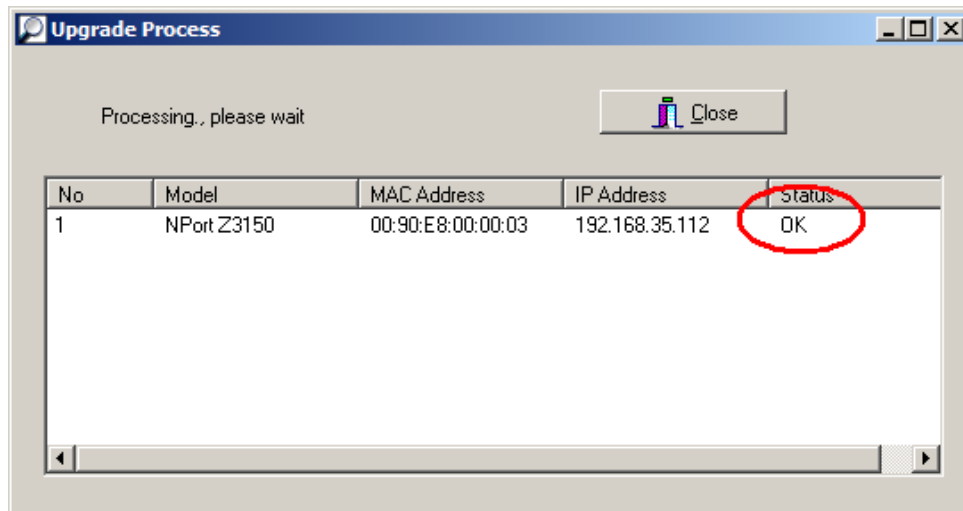 Upgrade Process
Processing., please wait
Close
No Model MAC Address IP Address Status
1 NPort Z3150 00:90:E8:00:00:03 192.168.35.112 OK